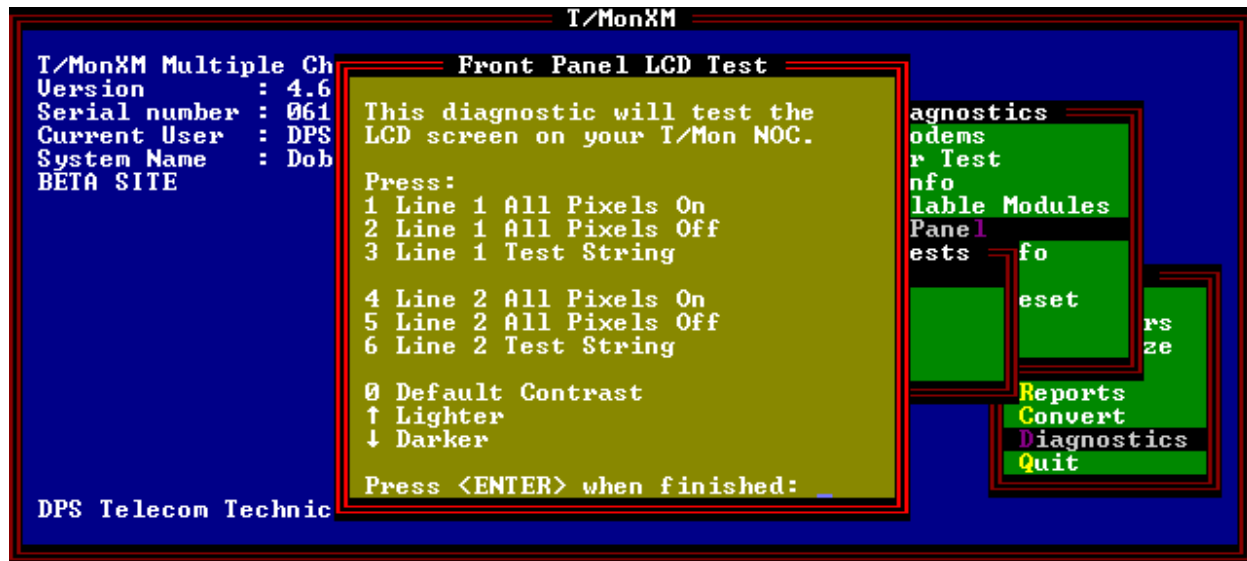 T/MonXM
T/MonXM Multiple Ch
Version : 4.6
Serial number : 061
Current User : DPS
System Name : Dob
BETA SITE
DPS Telecom Technic
Front Panel LCD Test
This diagnostic will test the
LCD screen on your T/Mon NOC.
Press:
1 Line 1 All Pixels On
2 Line 1 All Pixels Off
3 Line 1 Test String
4 Line 2 All Pixels On
5 Line 2 All Pixels Off
6 Line 2 Test String
0 Default Contrast
↑ Lighter
↓ Darker
Press <ENTER> when finished: _
agnostics
odems
r Test
nfo
lable Modules
Panel
ests
fo
eset
rs
ze
Reports
Convert
Diagnostics
Quit